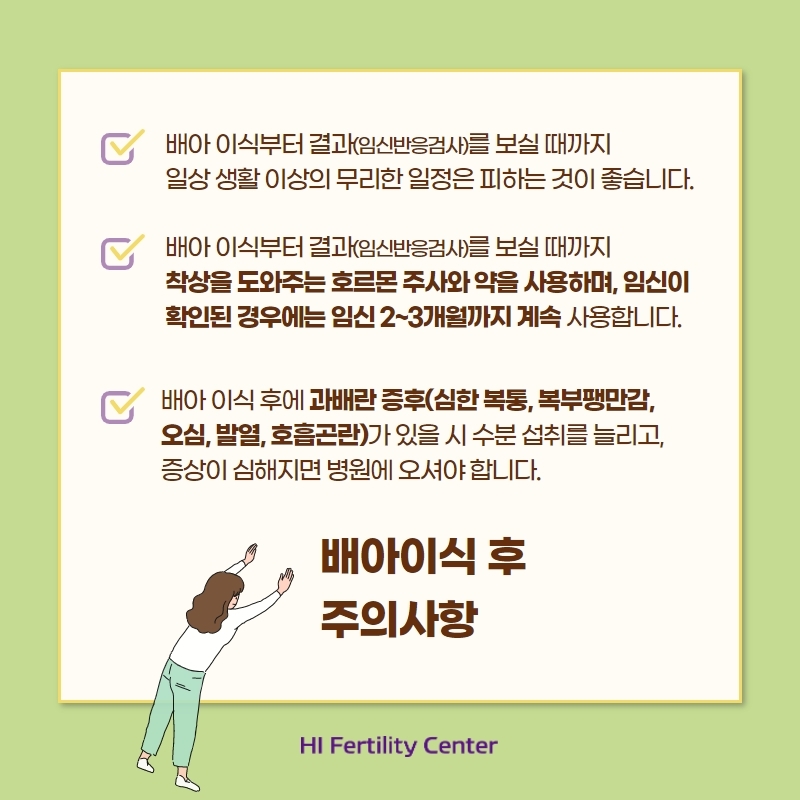 배아 이식부터 결과(임신반응검사)를 보실 때까지
일상 생활 이상의 무리한 일정은 피하는 것이 좋습니다.
배아 이식부터 결과(임신반응검사)를 보실 때까지
착상을 도와주는 호르몬 주사와 약을 사용하며, 임신이
확인된 경우에는 임신 2~3개월까지 계속 사용합니다.
배아 이식 후에 과배란 증후(심한 복통, 복부팽만감,
오심, 발열, 호흡곤란)가 있을 시 수분 섭취를 늘리고,
증상이 심해지면 병원에 오셔야 합니다.
배아이식 후
주의사항
HI Fertility Center